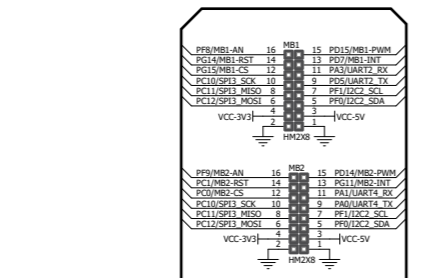 MB1
PF8/MB1-AN 16 15 PD15/MB1-PWM
PG14/MB1-RST 14 13 PD7/MB1-INT
PG15/MB1-CS 12 11 PA3/UART2_RX
PC10/SPI3_SCK 10 9 PD5/UART2_TX
PC11/SPI3_MISO 8 7 PF1/I2C2_SCL
PC12/SPI3_MOSI 6 5 PF0/I2C2_SDA
VCC-3V3 4 3 VCC-5V
2 1
HM2X8
MB2
PF9/MB2-AN 16 15 PD14/MB2-PWM
PC1/MB2-RST 14 13 PG11/MB2-INT
PC0/MB2-CS 12 11 PA1/UART4_RX
PC10/SPI3_SCK 10 9 PA0/UART4_TX
PC11/SPI3_MISO 8 7 PF1/I2C2_SCL
PC12/SPI3_MOSI 6 5 PF0/I2C2_SDA
VCC-3V3 4 3 VCC-5V
2 1
HM2X8